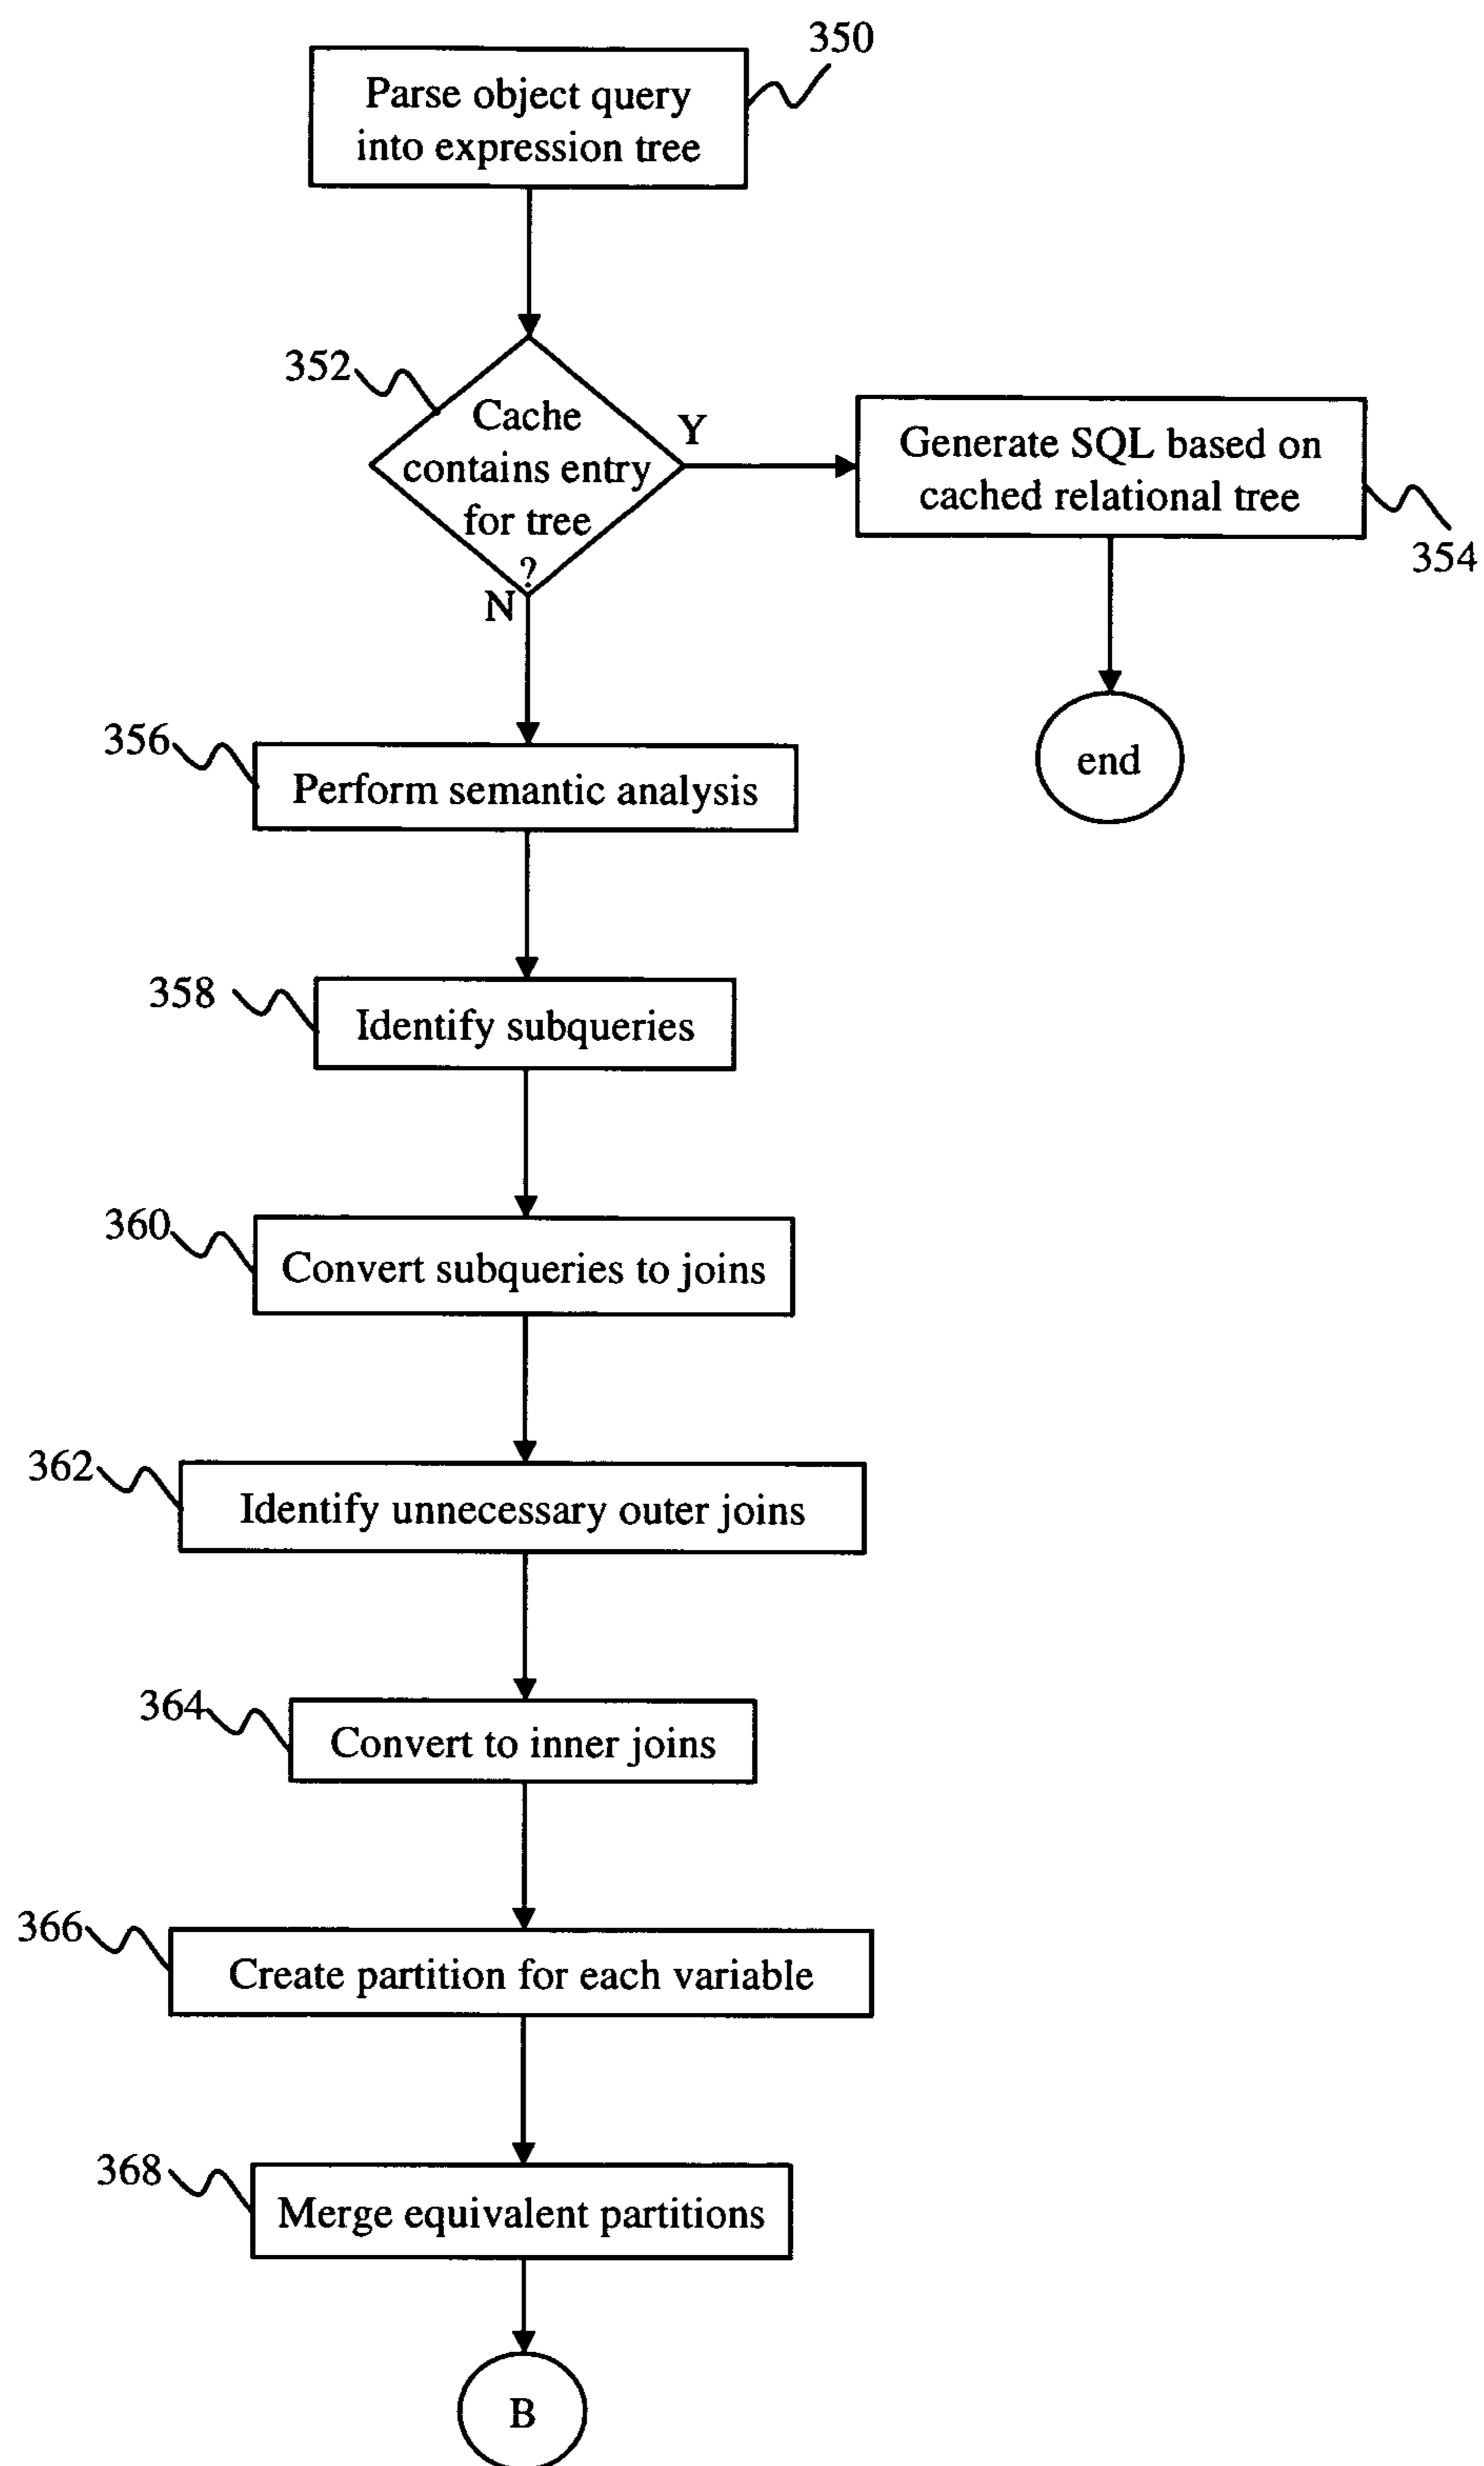 350
Parse object query
into expression tree
352
Cache
contains entry
for tree
?
Y
N
Generate SQL based on
cached relational tree
354
end
356
Perform semantic analysis
358
Identify subqueries
360
Convert subqueries to joins
362
Identify unnecessary outer joins
364
Convert to inner joins
366
Create partition for each variable
368
Merge equivalent partitions
B